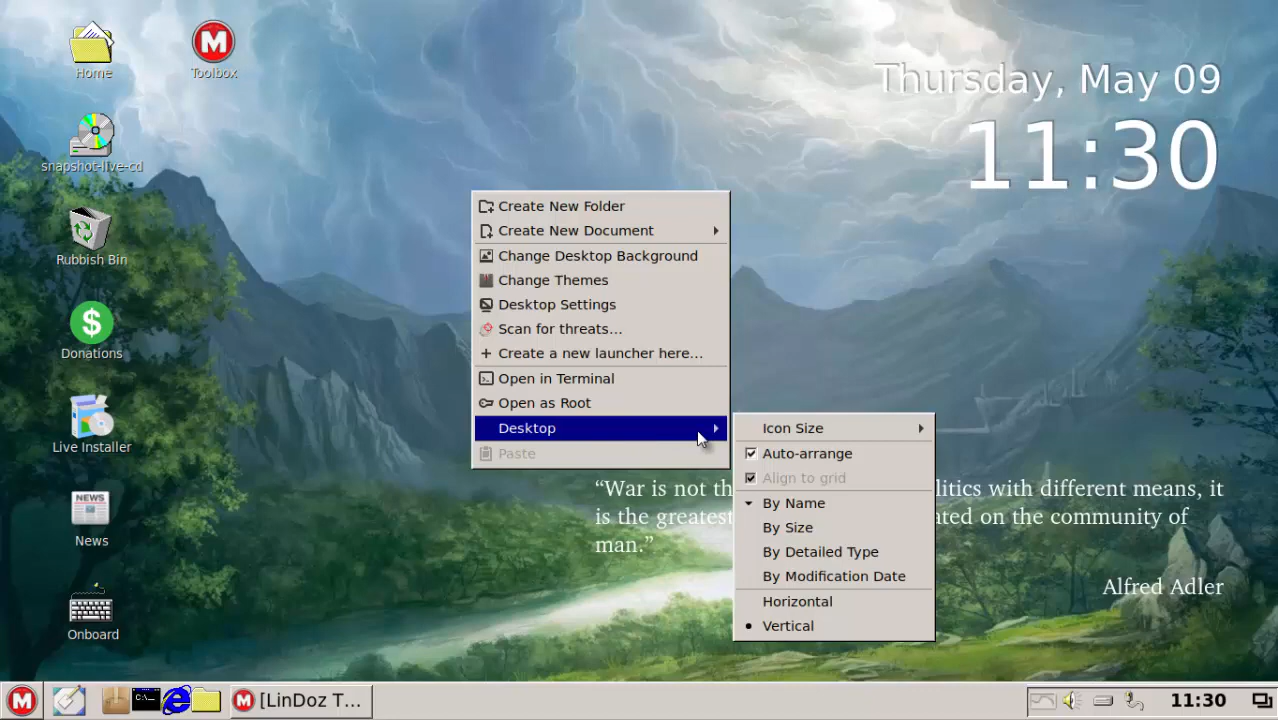 Home
Toolbox
snapshot-live-cd
Rubbish Bin
Donations
Live Installer
NEWS
News
Onboard
Thursday, May 09
11:30
Create New Folder
Create New Document
Change Desktop Background
Change Themes
Desktop Settings
Scan for threats…
Create a new launcher here…
Open in Terminal
Open as Root
Desktop
Paste
Icon Size
Auto-arrange
Align to grid
By Name
By Size
By Detailed Type
By Modification Date
Horizontal
Vertical
“War is not th litics with different means, it
is the greatest ated on the community of
man.”
Alfred Adler
[LinDoz T...
11:30